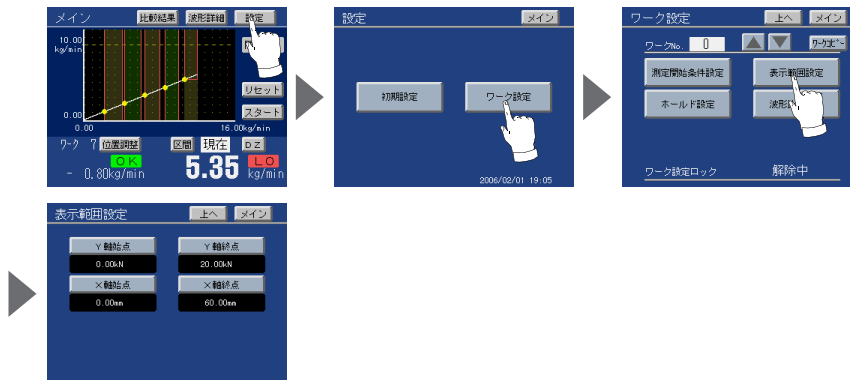 メイン 比較結果 波形詳細 設定
10.00
kg/min
リセット
0.00
スタート
0.00 16.00kg/min
ワーク 7 位置調整 区間 現在 DZ
OK LO
- 0.80kg/min 5.35 kg/min
設定 メイン
初期設定 ワーク設定
2006/02/01 19:05
ワーク設定 上へ メイン
ワークNo. 0 ワークコピー
測定開始条件設定 表示範囲設定
ホールド設定 波形
ワーク設定ロック 解除中
表示範囲設定 上へ メイン
Y軸始点 Y軸終点
0.00kN 20.00kN
X軸始点 X軸終点
0.00mm 60.00mm